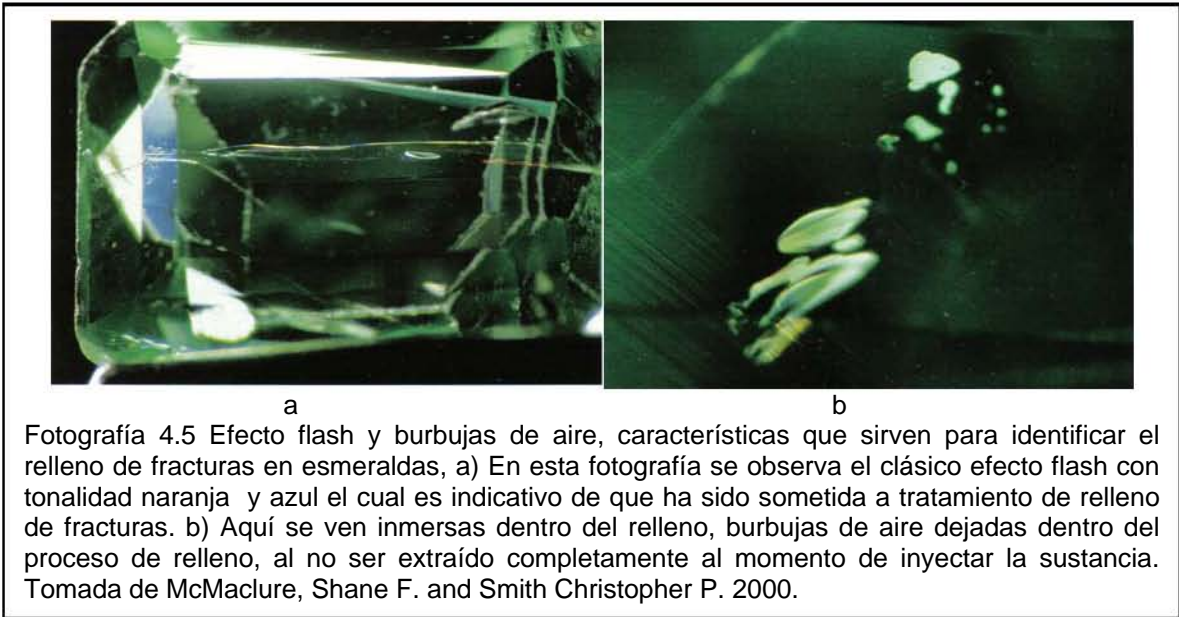 a b
Fotografía 4.5 Efecto flash y burbujas de aire, características que sirven para identificar el
relleno de fracturas en esmeraldas, a) En esta fotografía se observa el clásico efecto flash con
tonalidad naranja y azul el cual es indicativo de que ha sido sometida a tratamiento de relleno
de fracturas. b) Aquí se ven inmersas dentro del relleno, burbujas de aire dejadas dentro del
proceso de relleno, al no ser extraído completamente al momento de inyectar la sustancia.
Tomada de McMaclure, Shane F. and Smith Christopher P. 2000.